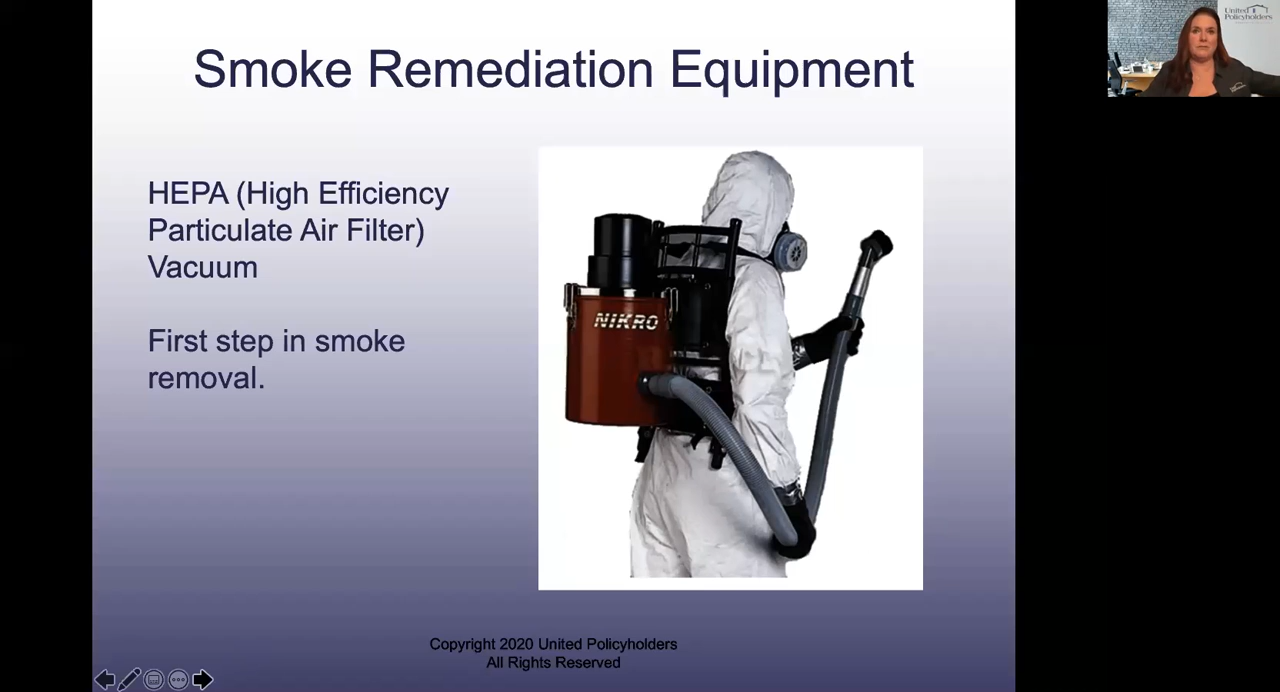 Smoke Remediation Equipment
United
Policyholders
HEPA (High Efficiency
Particulate Air Filter)
Vacuum
First step in smoke
removal.
NIKRO
Copyright 2020 United Policyholders
All Rights Reserved